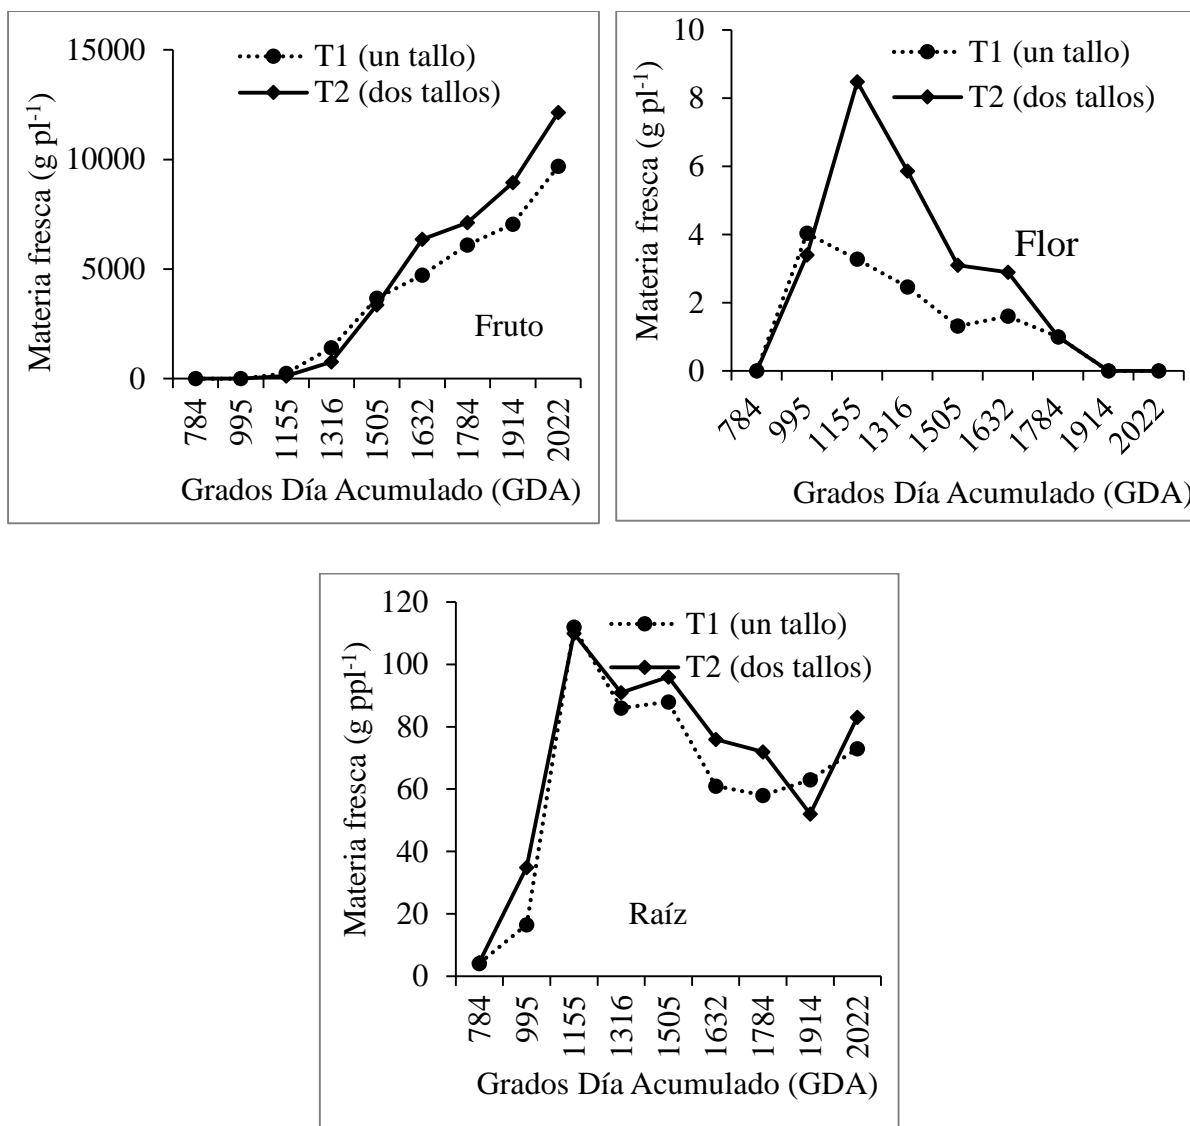 T1 (un tallo)
T2 (dos tallos)
Materia fresca (g pl-1)
15000
10000
5000
0
784
995
1155
1316
1505
1632
1784
1914
2022
Fruto
Grados Día Acumulado (GDA)
T1 (un tallo)
T2 (dos tallos)
Materia fresca (g pl-1)
10
8
6
4
2
0
784
995
1155
1316
1505
1632
1784
1914
2022
Flor
Grados Día Acumulado (GDA)
T1 (un tallo)
T2 (dos tallos)
Materia fresca (g ppl-1)
120
100
80
60
40
20
0
784
995
1155
1316
1505
1632
1784
1914
2022
Raíz
Grados Día Acumulado (GDA)